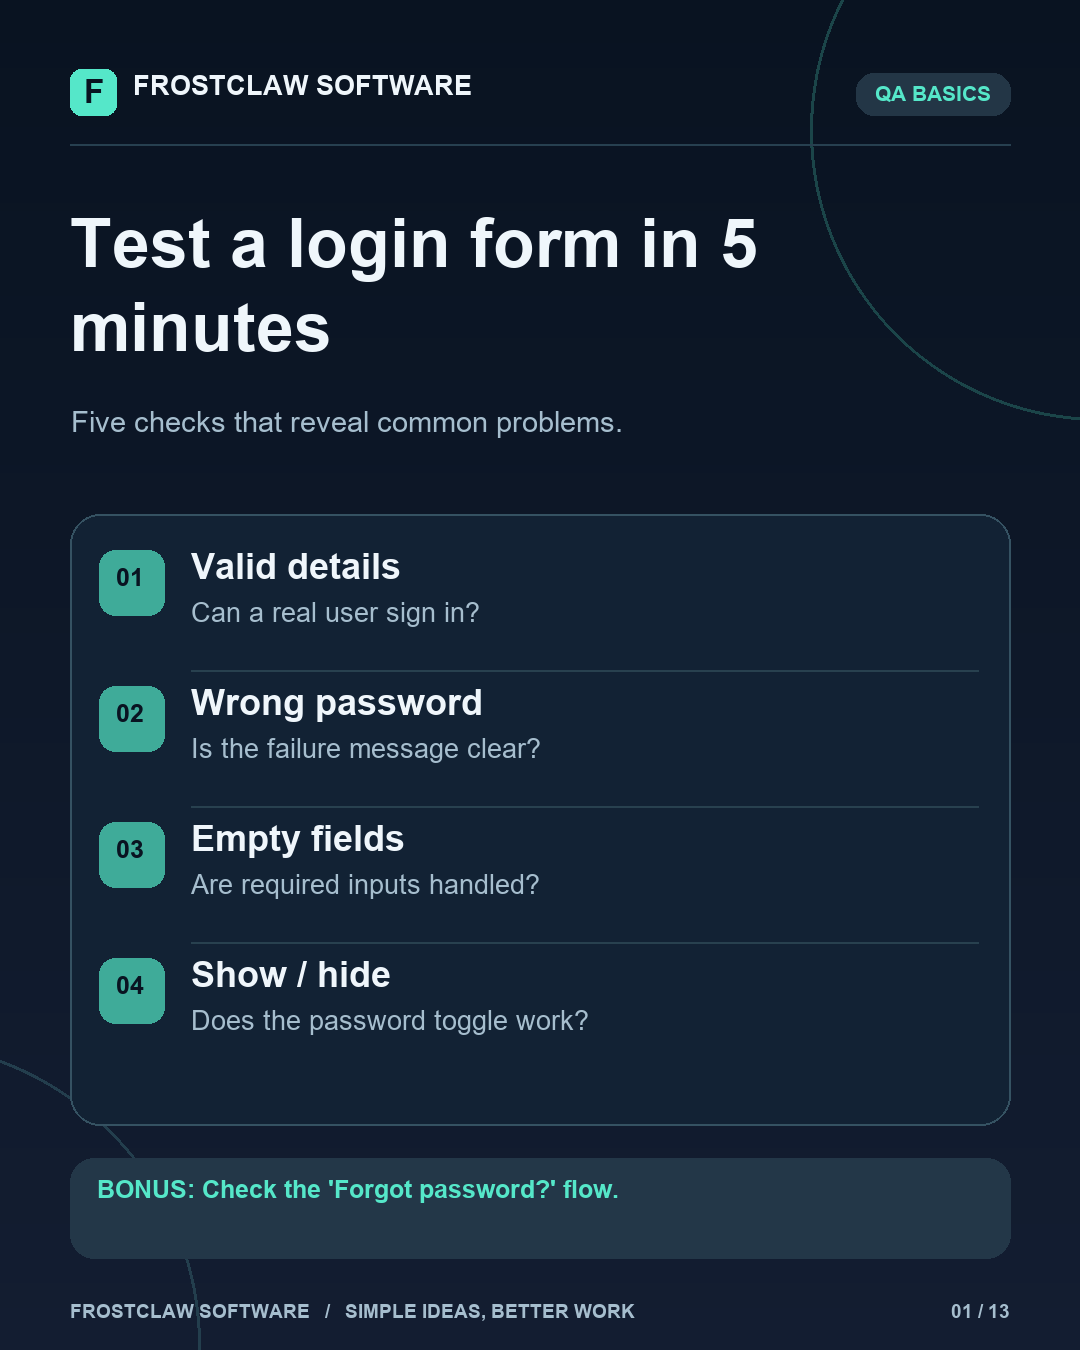 F FROSTCLAW SOFTWARE
QA BASICS
Test a login form in 5
minutes
Five checks that reveal common problems.
01 Valid details
Can a real user sign in?
02 Wrong password
Is the failure message clear?
03 Empty fields
Are required inputs handled?
04 Show / hide
Does the password toggle work?
BONUS: Check the 'Forgot password?' flow.
FROSTCLAW SOFTWARE / SIMPLE IDEAS, BETTER WORK
01 / 13